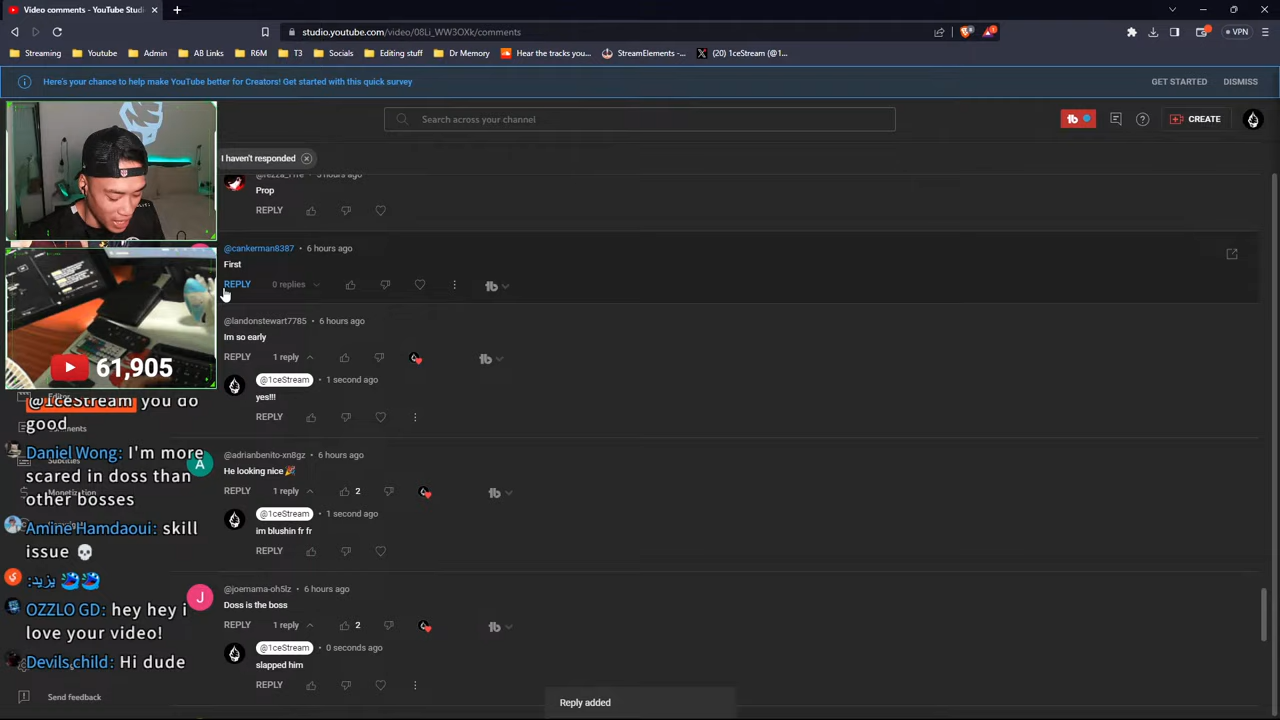 Video comments - YouTube Stu
studio.youtube.com/video/08Li_WW3OXk/comments
VPN
Streaming
Youtube
Admin
AB Links
R6M
T3
Socials
Editing stuff
Dr Memory
Hear the tracks you...
StreamElements -...
(20) 1ceStream (@1...
Here's your chance to help make YouTube better for Creators! Get started with this quick survey
GET STARTED
DISMISS
Search across your channel
CREATE
I haven't responded
Prop
REPLY
@cankerman8387 • 6 hours ago
First
REPLY
0 replies
@landonstewart7785 • 6 hours ago
Im so early
REPLY
1 reply
@1ceStream • 1 second ago
yes!!!
REPLY
61,905
@1ceStream you do
good
Daniel Wong: I'm more
scared in doss than
other bosses
Amine Hamdaoui: skill
issue 💀
يزيد:
OZZLO GD: hey hey i
love your video!
Devils child: Hi dude
Subtitles
Monetization
Send feedback
A
@adrianbenito-xn8gz • 6 hours ago
He looking nice 🎉
REPLY
1 reply
2
@1ceStream • 1 second ago
im blushin fr fr
REPLY
J
@joemama-oh5lz • 6 hours ago
Doss is the boss
REPLY
1 reply
2
@1ceStream • 0 seconds ago
slapped him
REPLY
Reply added